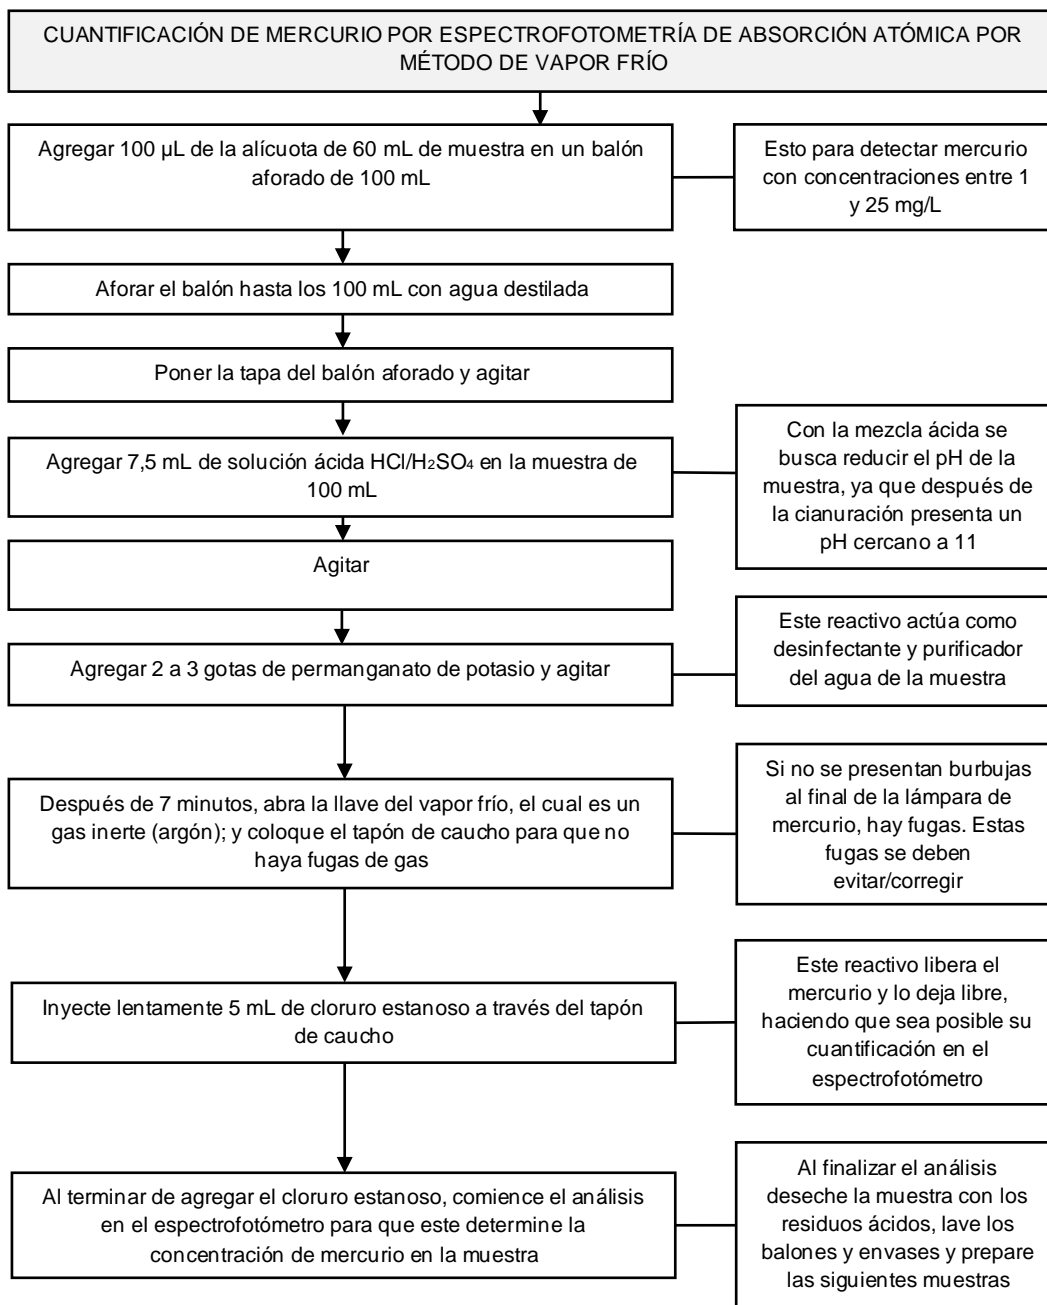 CUANTIFICACIÓN DE MERCURIO POR ESPECTROFOTOMETRÍA DE ABSORCIÓN ATÓMICA POR
MÉTODO DE VAPOR FRÍO
Agregar 100 µL de la alícuota de 60 mL de muestra en un balón
aforado de 100 mL
Esto para detectar mercurio
con concentraciones entre 1
y 25 mg/L
Aforar el balón hasta los 100 mL con agua destilada
Poner la tapa del balón aforado y agitar
Agregar 7,5 mL de solución ácida HCl/H₂SO₄ en la muestra de
100 mL
Con la mezcla ácida se
busca reducir el pH de la
muestra, ya que después de
la cianuración presenta un
pH cercano a 11
Agitar
Agregar 2 a 3 gotas de permanganato de potasio y agitar
Este reactivo actúa como
desinfectante y purificador
del agua de la muestra
Después de 7 minutos, abra la llave del vapor frío, el cual es un
gas inerte (argón); y coloque el tapón de caucho para que no
haya fugas de gas
Si no se presentan burbujas
al final de la lámpara de
mercurio, hay fugas. Estas
fugas se deben
evitar/corregir
Inyecte lentamente 5 mL de cloruro estanoso a través del tapón
de caucho
Este reactivo libera el
mercurio y lo deja libre,
haciendo que sea posible su
cuantificación en el
espectrofotómetro
Al terminar de agregar el cloruro estanoso, comience el análisis
en el espectrofotómetro para que este determine la
concentración de mercurio en la muestra
Al finalizar el análisis
deseche la muestra con los
residuos ácidos, lave los
balones y envases y prepare
las siguientes muestras